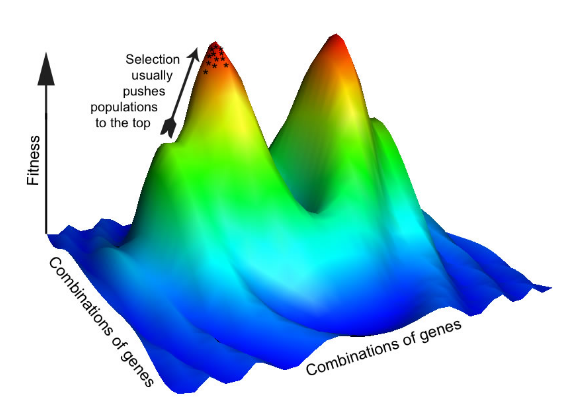 Selection
usually
pushes
populations
to the top
Fitness
Combinations of genes
Combinations of genes